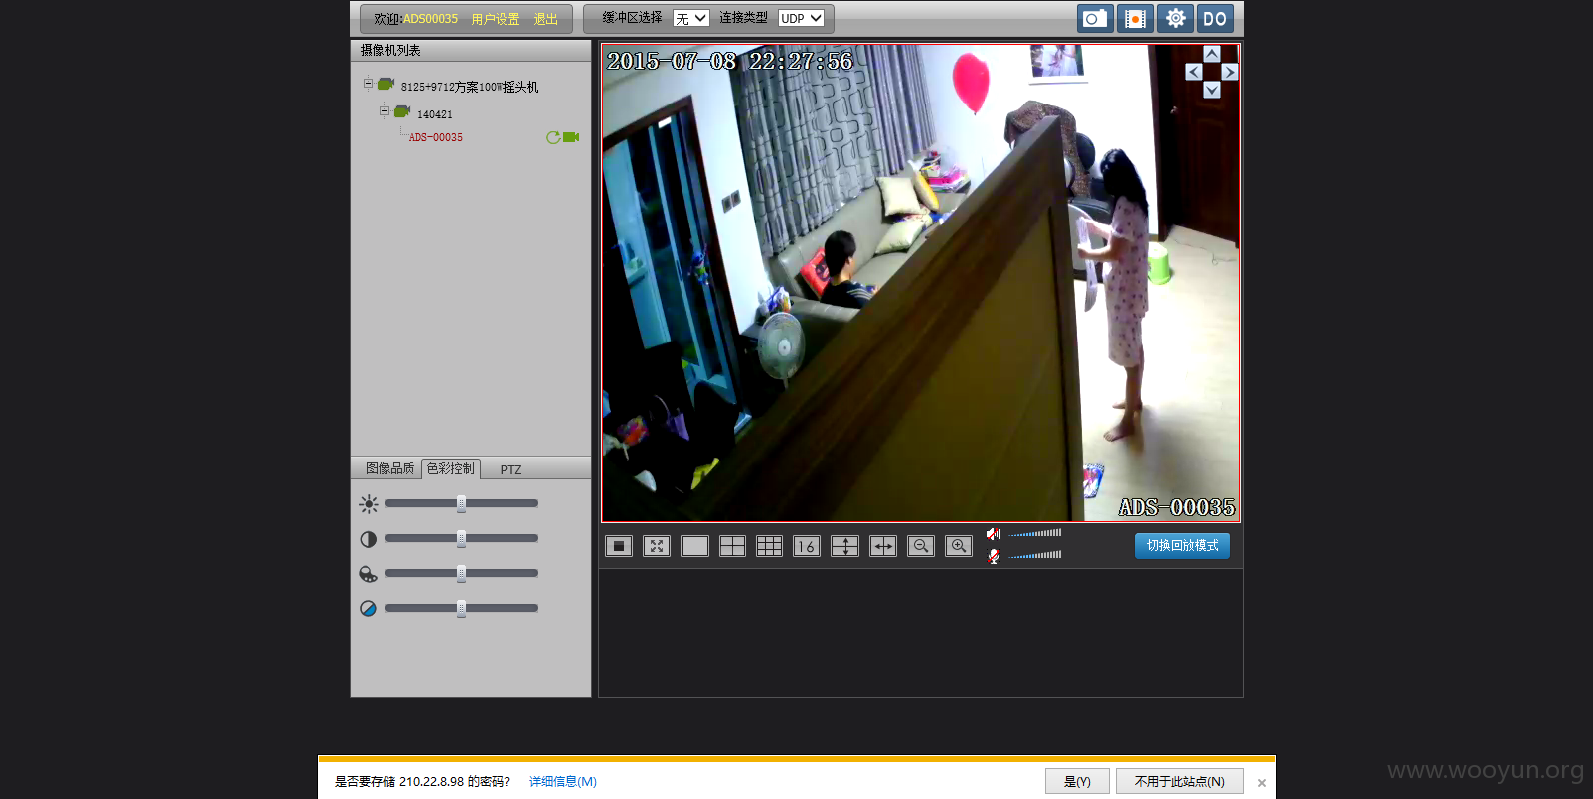 欢迎:ADS00035 用户设置 退出 缓冲区选择 无 连接类型 UDP DO
摄像机列表
8125+9712方案100W摇头机
140421
ADS-00035
图像品质 色彩控制 PTZ
2015-07-08 22:27:56
ADS-00035
16 切换回放模式
是否要存储 210.22.8.98 的密码? 详细信息(M) 是(Y) 不用于此站点(N) ×
www.wooyun.org